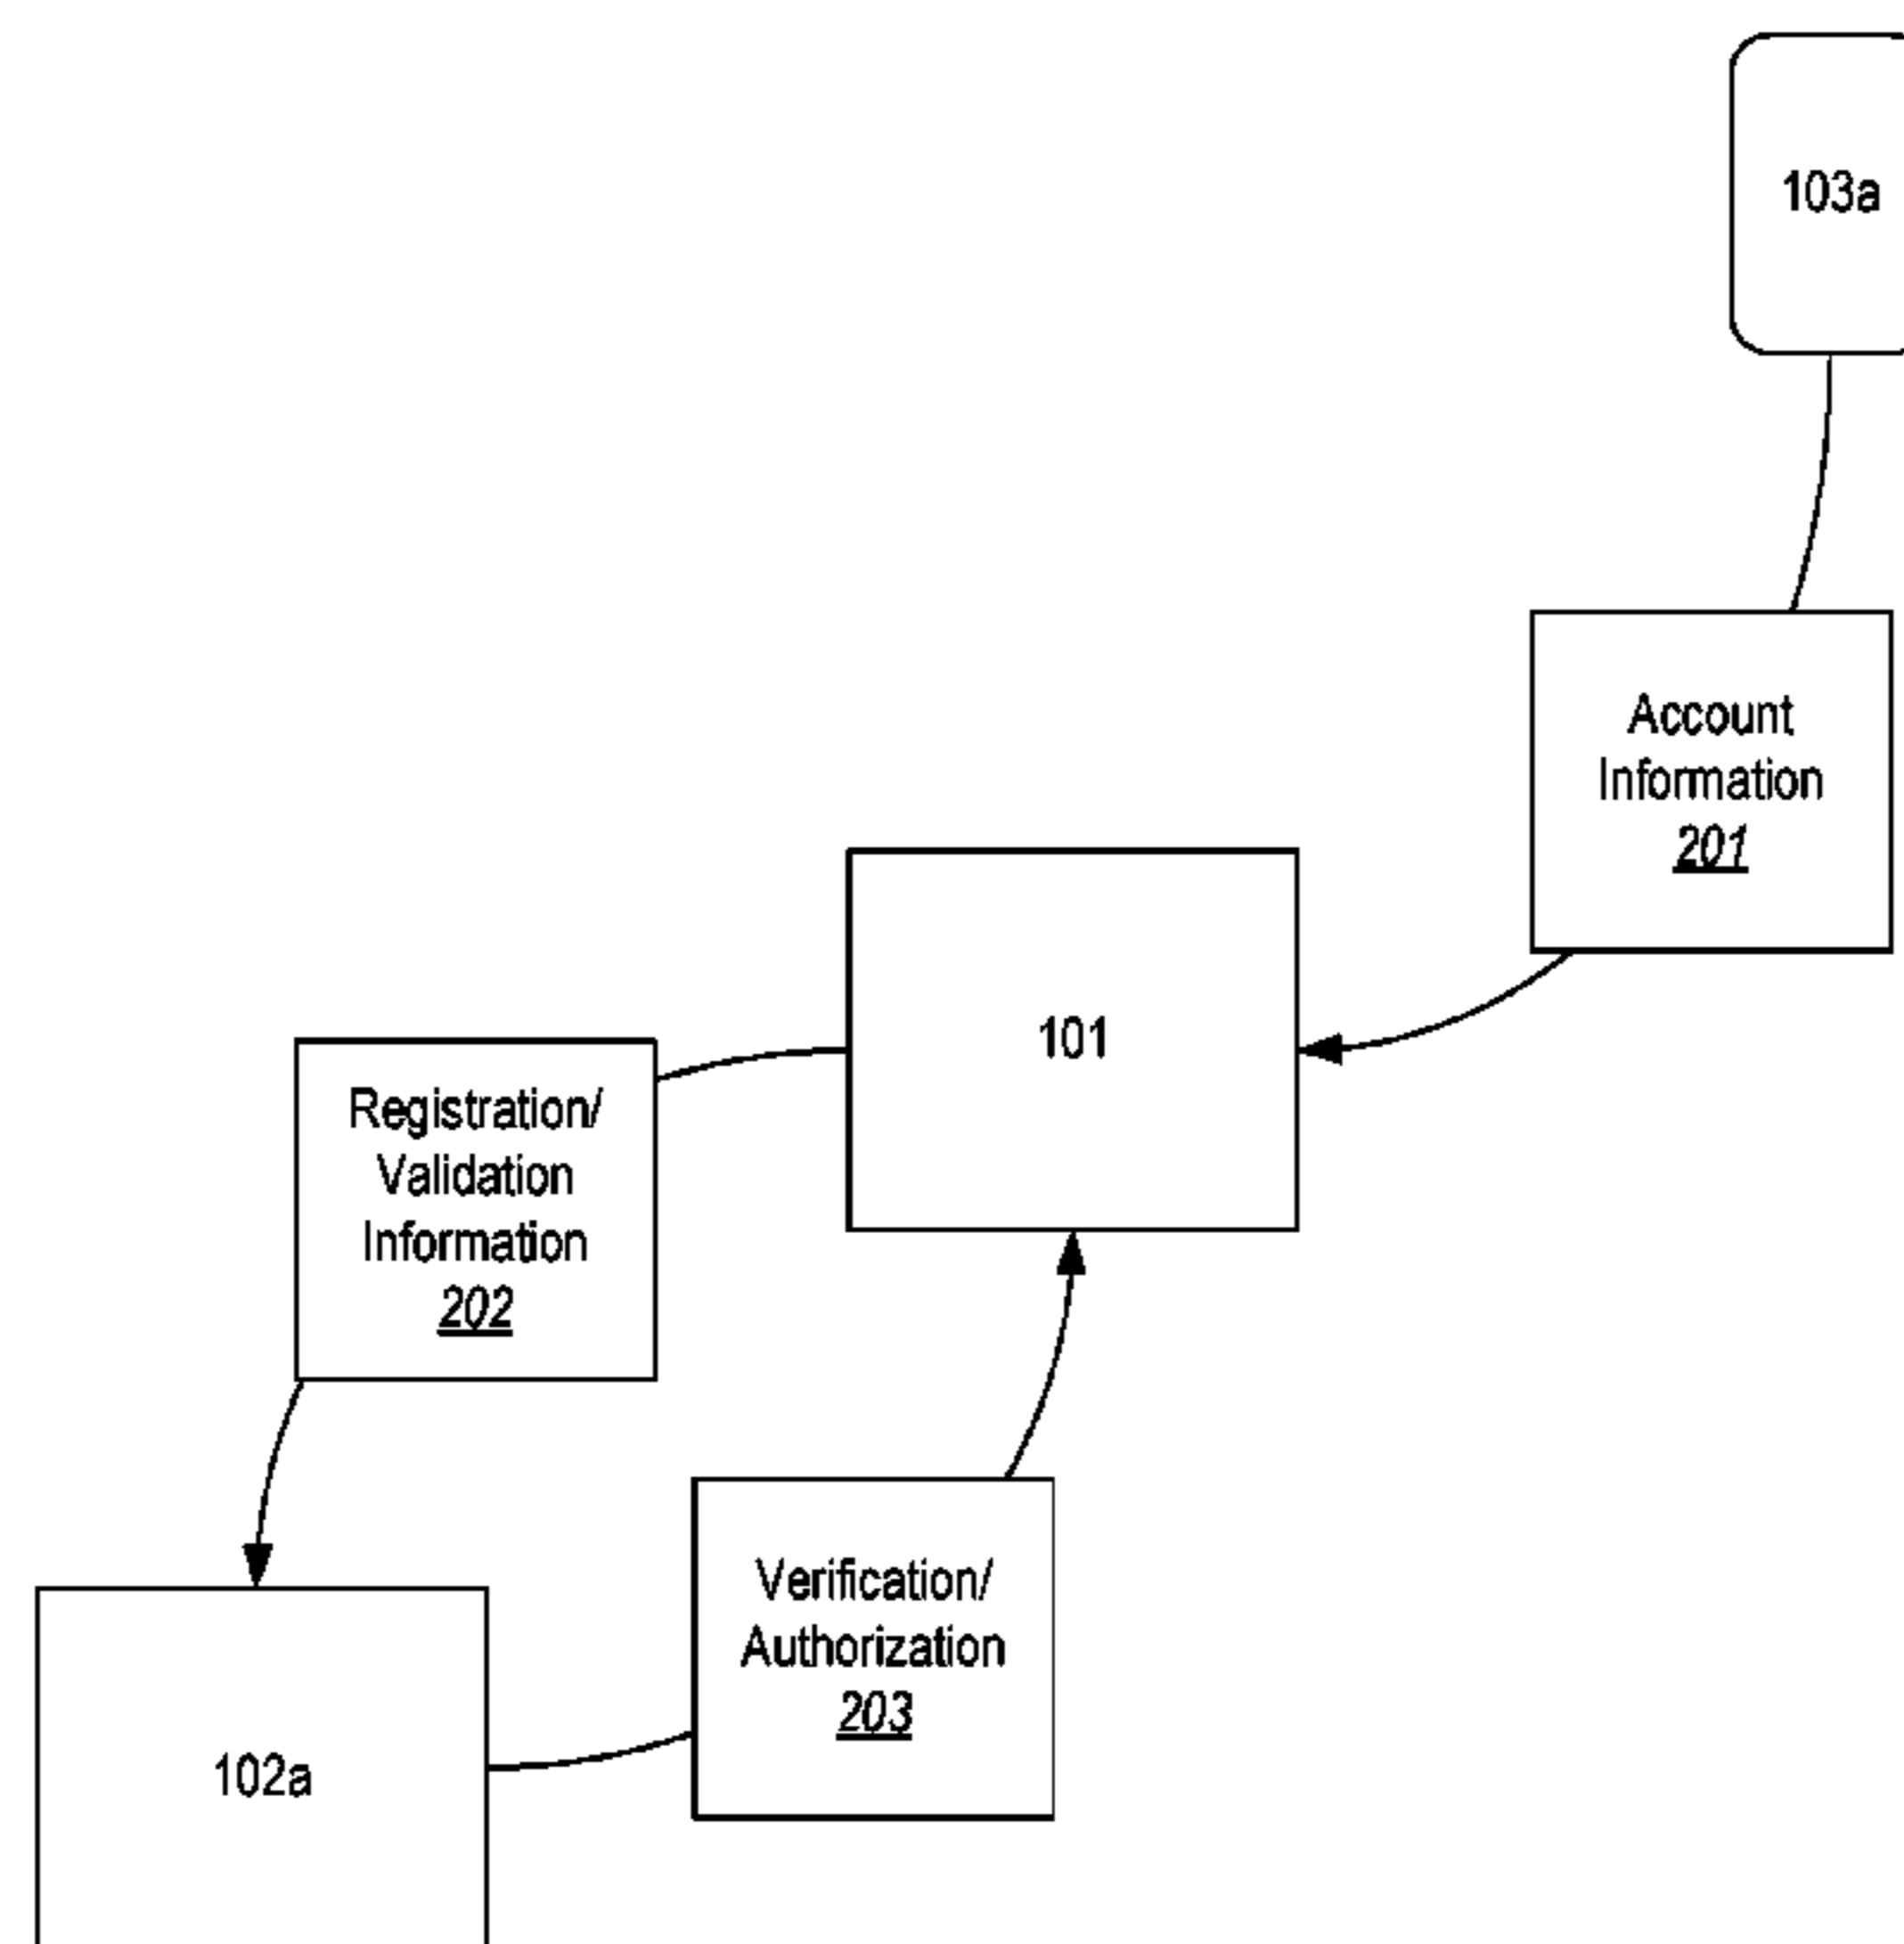 103a
Account
Information
201
101
Registration/
Validation
Information
202
Verification/
Authorization
203
102a